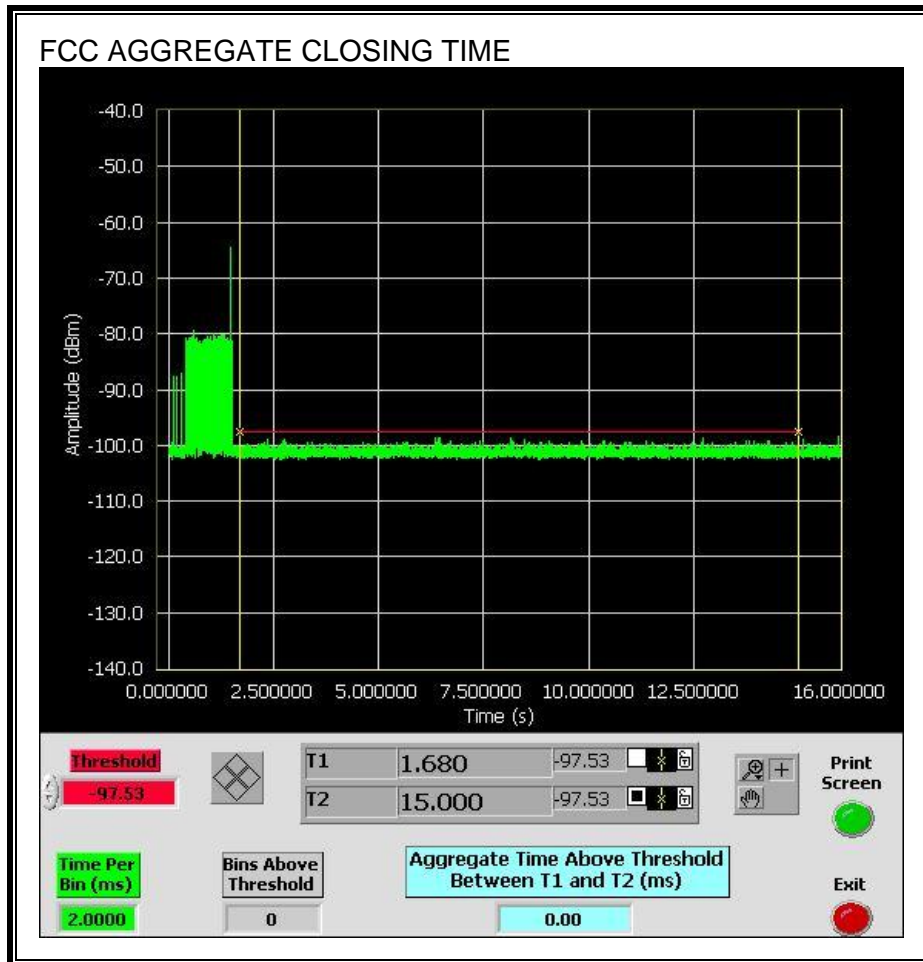 FCC AGGREGATE CLOSING TIME
-40.0
-50.0
-60.0
-70.0
-80.0
-90.0
-100.0
-110.0
-120.0
-130.0
-140.0
Amplitude (dBm)
0.000000 2.500000 5.000000 7.500000 10.000000 12.500000 16.000000
Time (s)
Threshold
-97.53
T1 1.680 -97.53
T2 15.000 -97.53
Print
Screen
Time Per
Bin (ms)
2.0000
Bins Above
Threshold
0
Aggregate Time Above Threshold
Between T1 and T2 (ms)
0.00
Exit